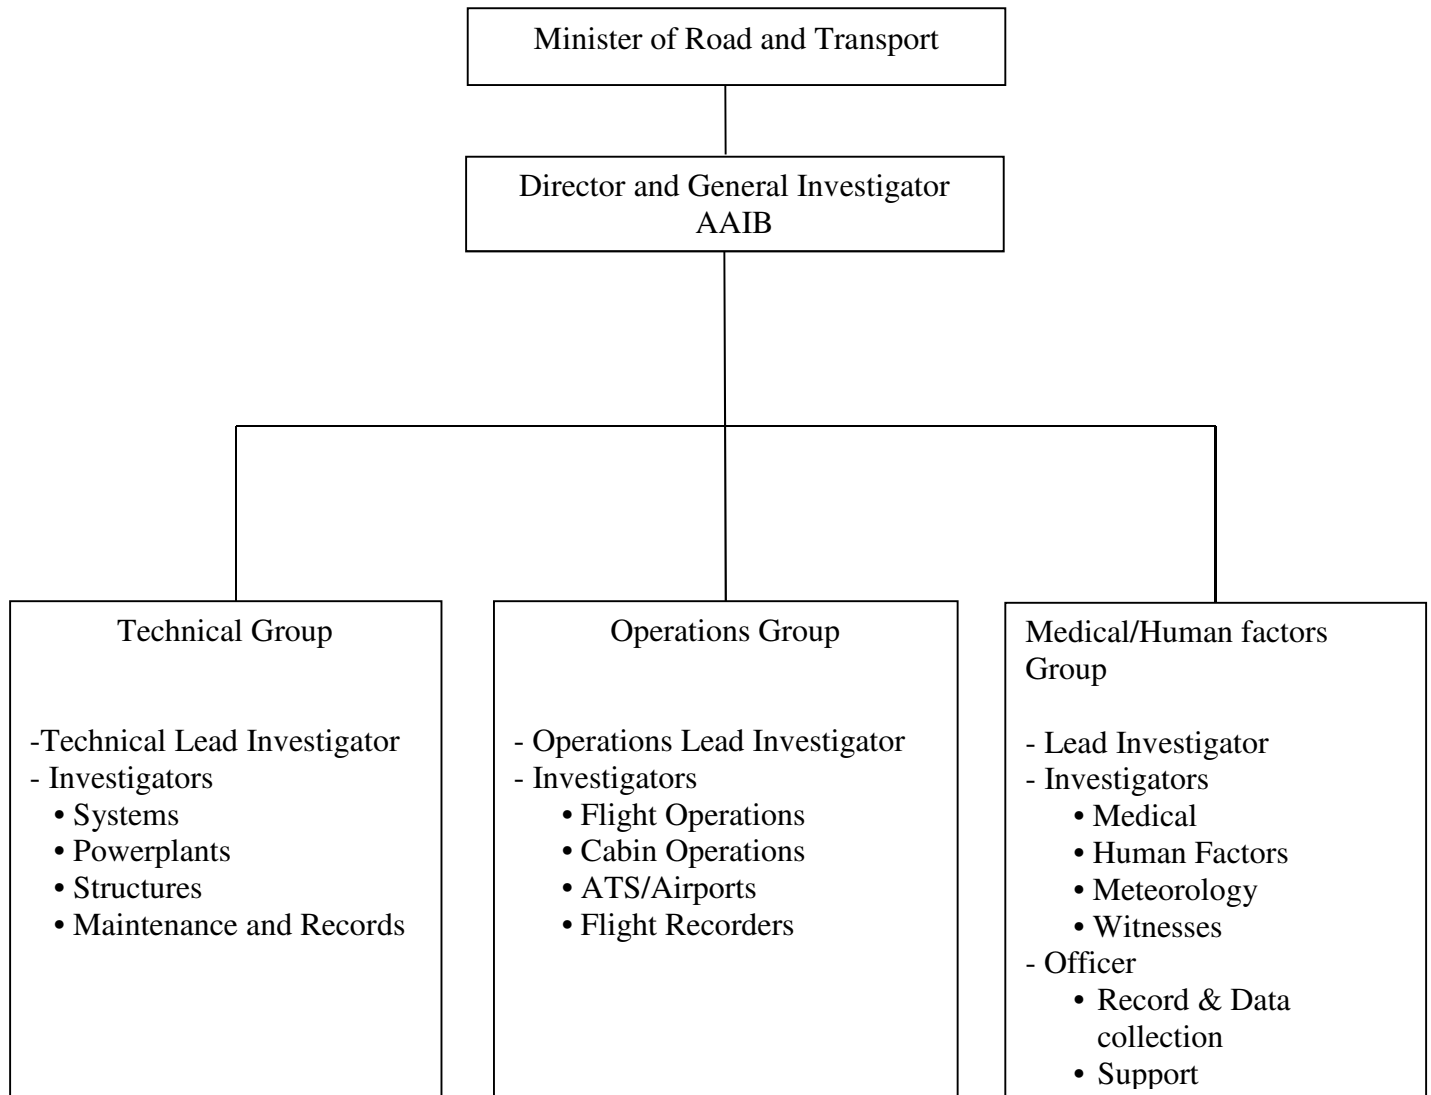 Minister of Road and Transport
Director and General Investigator
AAIB
Technical Group
-Technical Lead Investigator
- Investigators
• Systems
• Powerplants
• Structures
• Maintenance and Records
Operations Group
- Operations Lead Investigator
- Investigators
• Flight Operations
• Cabin Operations
• ATS/Airports
• Flight Recorders
Medical/Human factors
Group
- Lead Investigator
- Investigators
• Medical
• Human Factors
• Meteorology
• Witnesses
- Officer
• Record & Data
collection
• Support